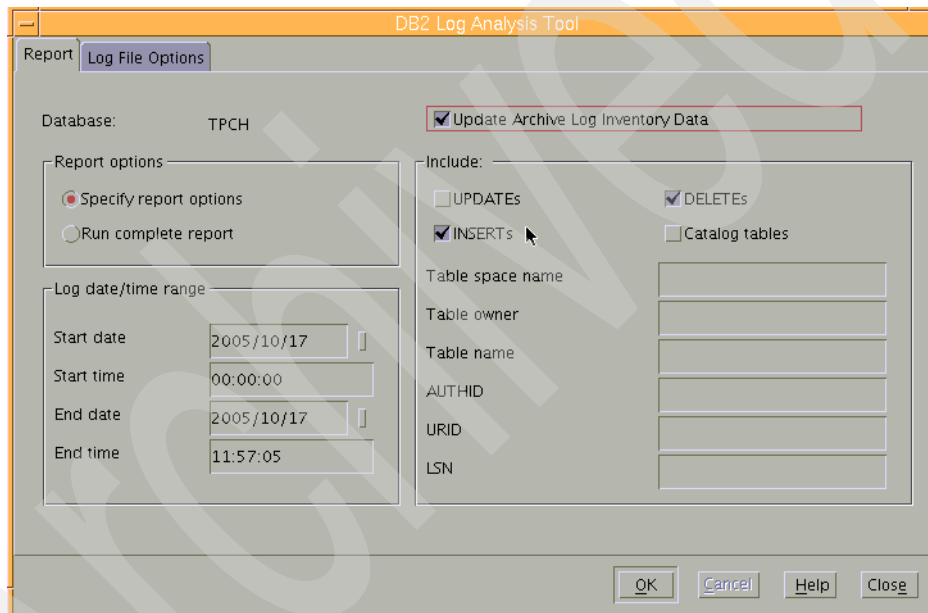 DB2 Log Analysis Tool
Report
Log File Options
Database:
TPCH
Update Archive Log Inventory Data
Report options
Specify report options
Run complete report
Log date/time range
Start date
2005/10/17
Start time
00:00:00
End date
2005/10/17
End time
11:57:05
Include:
UPDATEs
DELETEs
INSERTs
Catalog tables
Table space name
Table owner
Table name
AUTHID
URID
LSN
OK
Cancel
Help
Close